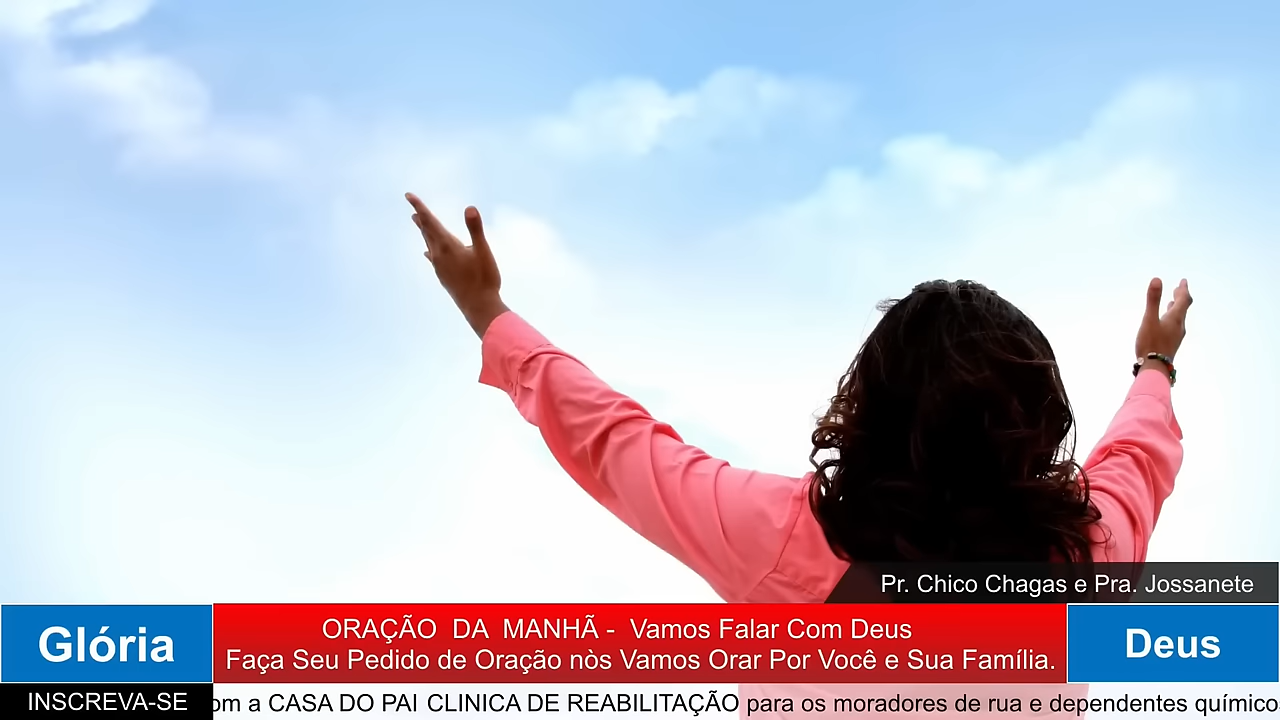 Pr. Chico Chagas e Pra. Jossanete
Glória
ORAÇÃO DA MANHÃ - Vamos Falar Com Deus
Faça Seu Pedido de Oração nòs Vamos Orar Por Você e Sua Família.
Deus
INSCREVA-SE
om a CASA DO PAI CLINICA DE REABILITAÇÃO para os moradores de rua e dependentes químico